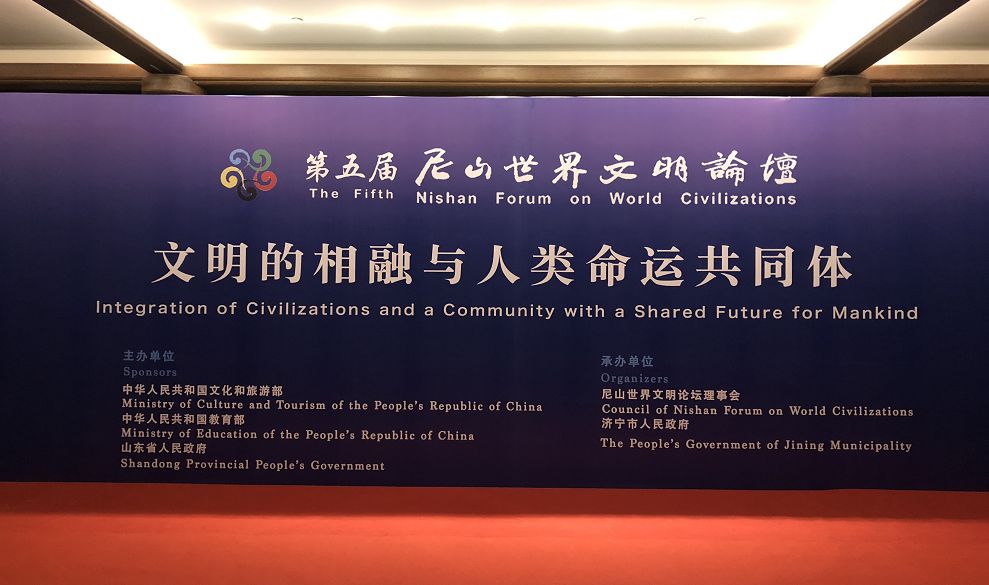 第五届 尼山世界文明論壇
The Fifth Nishan Forum on World Civilizations
文明的相融与人类命运共同体
Integration of Civilizations and a Community with a Shared Future for Mankind
主办单位
Sponsors
中华人民共和国文化和旅游部
Ministry of Culture and Tourism of the People's Republic of China
中华人民共和国教育部
Ministry of Education of the People's Republic of China
山东省人民政府
Shandong Provincial People's Government
承办单位
Organizers
尼山世界文明论坛理事会
Council of Nishan Forum on World Civilizations
济宁市人民政府
The People's Government of Jining Municipality